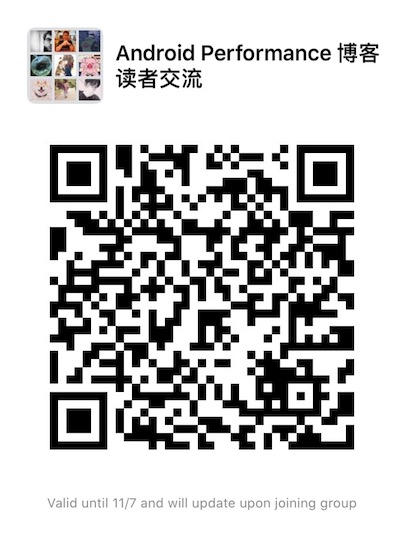 Android Performance 博客
读者交流
Valid until 11/7 and will update upon joining group